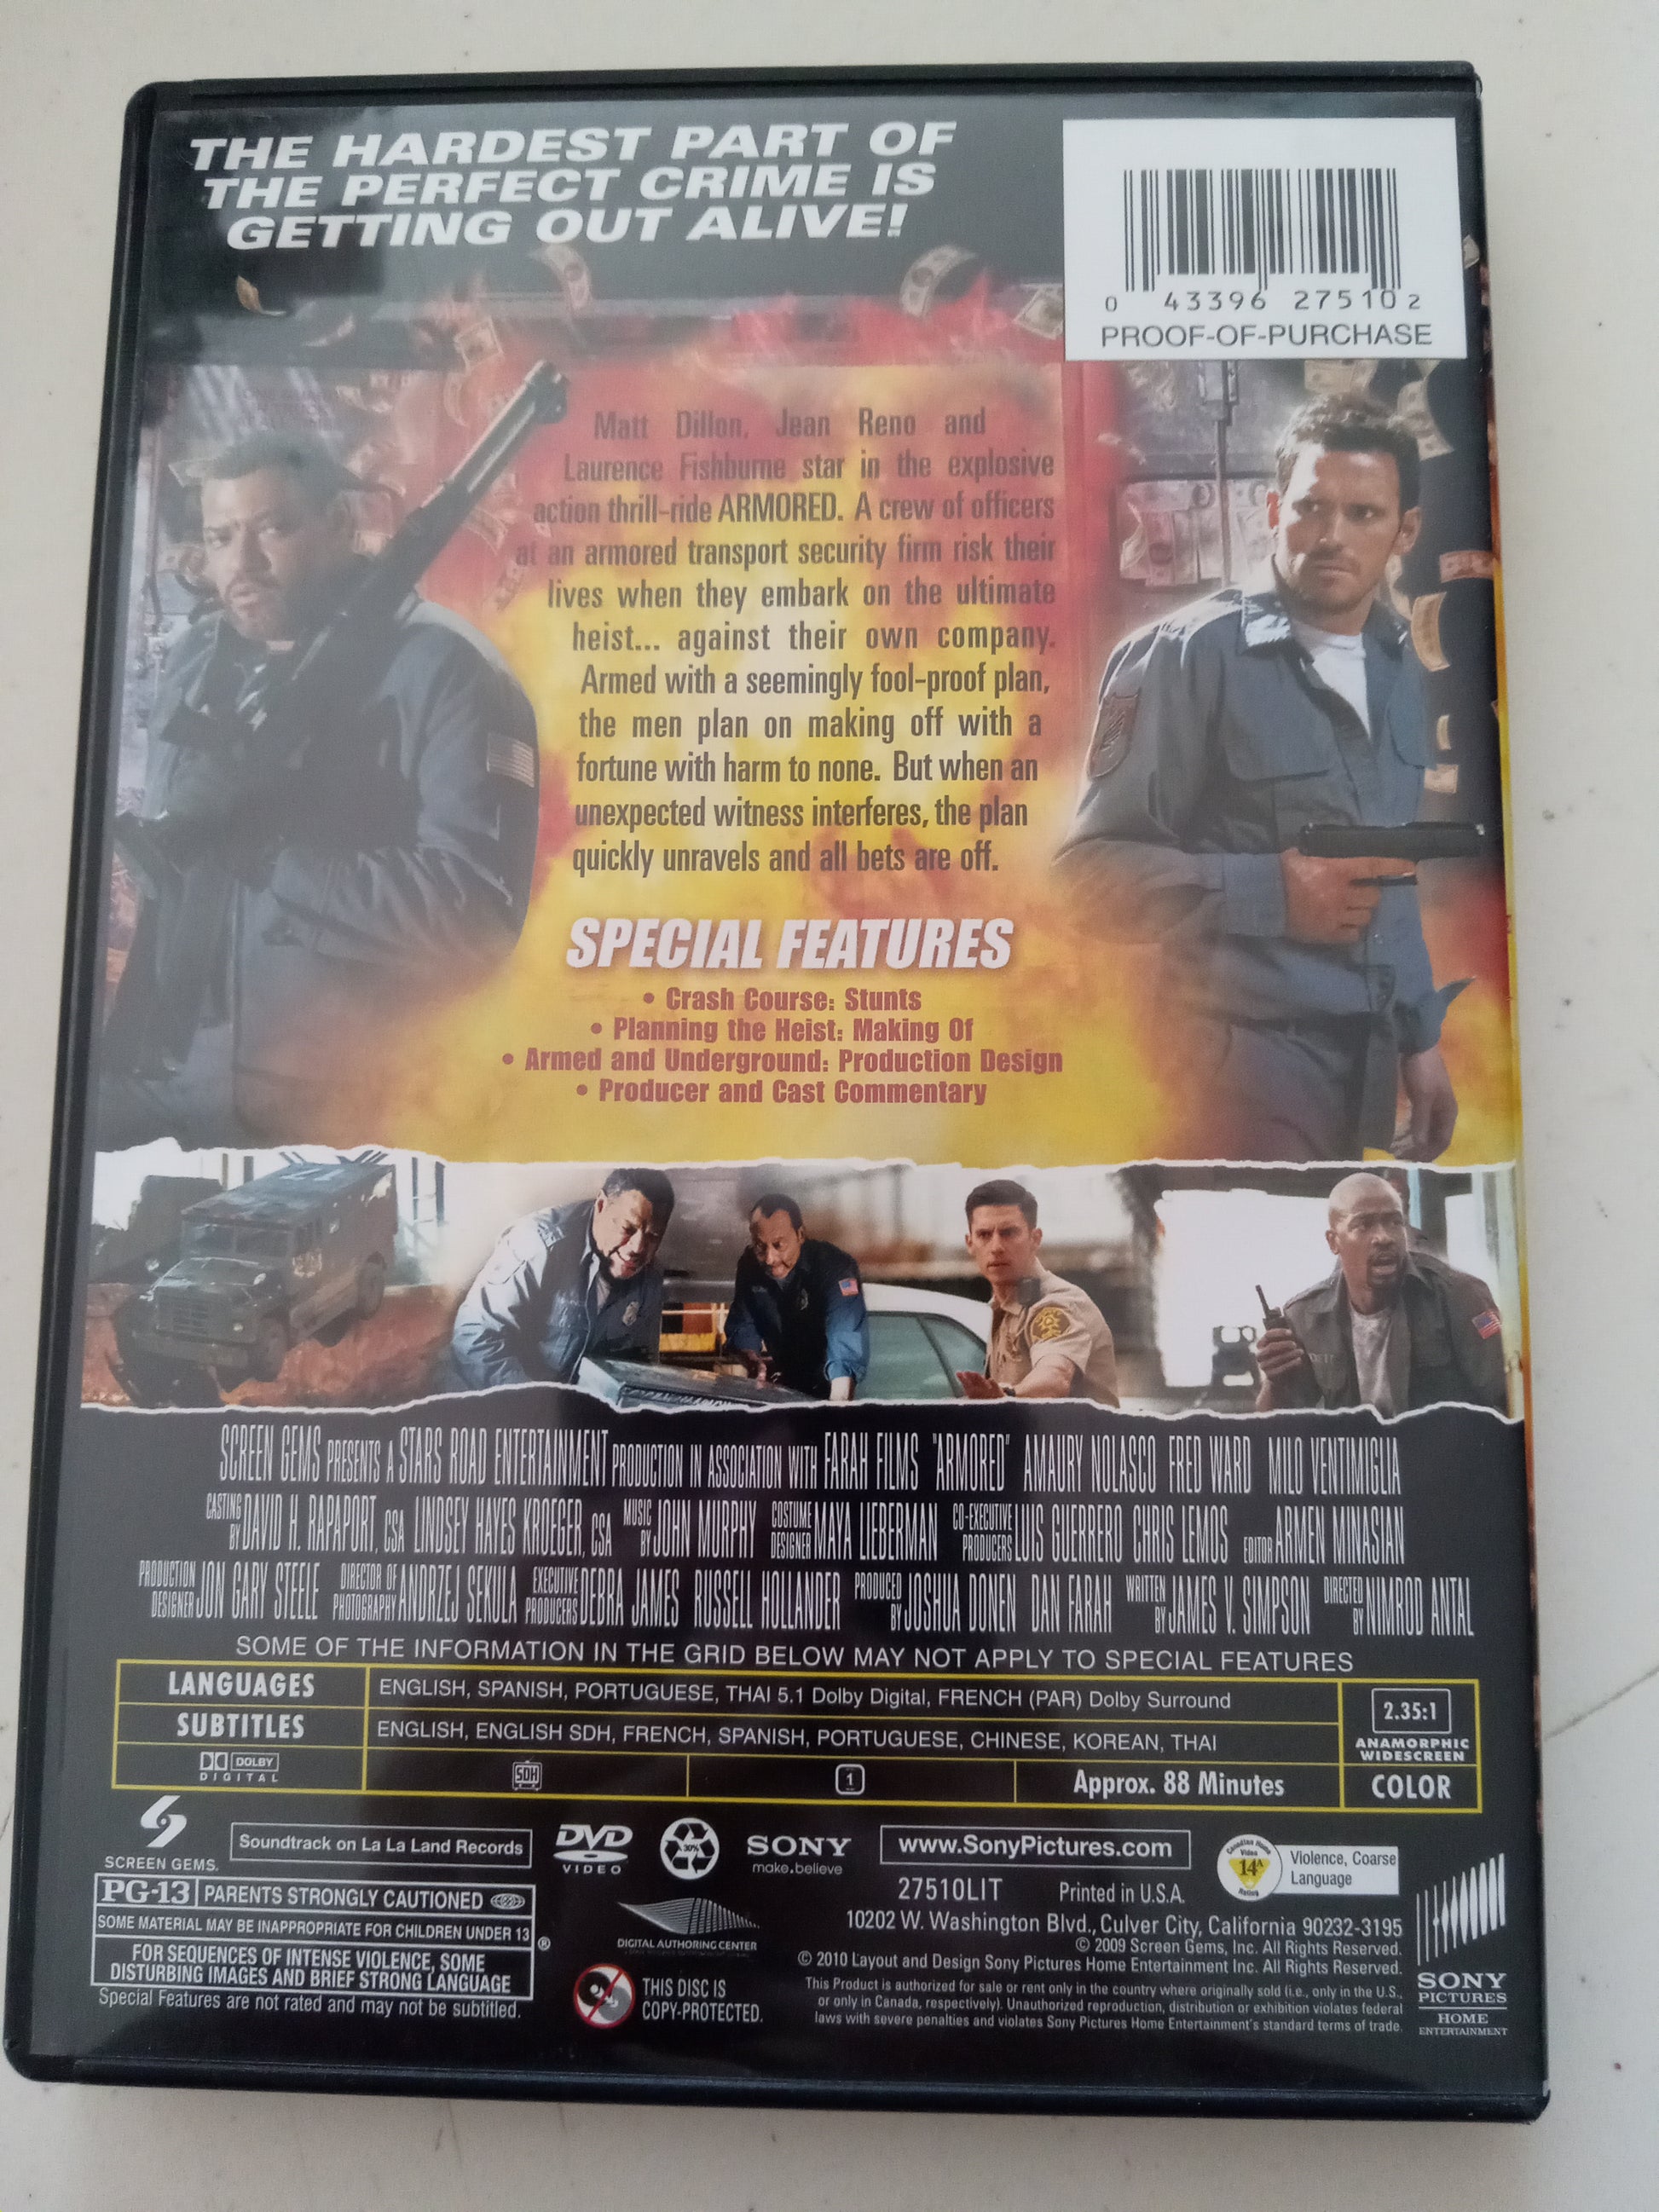 THE HARDEST PART OF
THE PERFECT CRIME IS
GETTING OUT ALIVE!
0 43396 27510 2
PROOF-OF-PURCHASE
Matt Dillon, Jean Reno and
Laurence Fishburne star in the explosive
action thrill-ride ARMORED. A crew of officers
at an armored transport security firm risk their
lives when they embark on the ultimate
heist... against their own company.
Armed with a seemingly fool-proof plan,
the men plan on making off with a
fortune with harm to none. But when an
unexpected witness interferes, the plan
quickly unravels and all bets are off.
SPECIAL FEATURES
• Crash Course: Stunts
• Planning the Heist: Making Of
• Armed and Underground: Production Design
• Producer and Cast Commentary
SCREEN GEMS PRESENTS A STARS ROAD ENTERTAINMENT PRODUCTION IN ASSOCIATION WITH FARAH FILMS "ARMORED" AMAURY NOLASCO FRED WARD MILO VENTIMIGLIA
CASTING BY DAVID H. RAPAPORT, CSA LINDSEY HAYES KROEGER, CSA MUSIC BY JOHN MURPHY COSTUME DESIGNER MAYA LIEBERMAN CO-EXECUTIVE PRODUCERS LUIS GUERRERO CHRIS LEMOS EDITOR ARMEN MINASIAN
PRODUCTION DESIGNER JON GARY STEELE DIRECTOR OF PHOTOGRAPHY ANDRZEJ SEKULA EXECUTIVE PRODUCERS DEBRA JAMES RUSSELL HOLLANDER PRODUCED BY JOSHUA DONEN DAN FARAH WRITTEN BY JAMES V. SIMPSON DIRECTED BY NIMROD ANTAL
SOME OF THE INFORMATION IN THE GRID BELOW MAY NOT APPLY TO SPECIAL FEATURES
LANGUAGES ENGLISH, SPANISH, PORTUGUESE, THAI 5.1 Dolby Digital, FRENCH (PAR) Dolby Surround
SUBTITLES ENGLISH, ENGLISH SDH, FRENCH, SPANISH, PORTUGUESE, CHINESE, KOREAN, THAI
2.35:1
ANAMORPHIC
WIDESCREEN
DOLBY
DIGITAL
SDH
1
Approx. 88 Minutes
COLOR
SCREEN GEMS.
Soundtrack on La La Land Records
DVD
VIDEO
30%
SONY
make.believe
www.SonyPictures.com
Canadian Home
Video
14A
Rating
Violence, Coarse
Language
PG-13 PARENTS STRONGLY CAUTIONED
SOME MATERIAL MAY BE INAPPROPRIATE FOR CHILDREN UNDER 13
FOR SEQUENCES OF INTENSE VIOLENCE, SOME
DISTURBING IMAGES AND BRIEF STRONG LANGUAGE
®
Special Features are not rated and may not be subtitled.
DIGITAL AUTHORING CENTER
THIS DISC IS
COPY-PROTECTED.
27510LIT Printed in U.S.A.
10202 W. Washington Blvd., Culver City, California 90232-3195
© 2009 Screen Gems, Inc. All Rights Reserved.
© 2010 Layout and Design Sony Pictures Home Entertainment Inc. All Rights Reserved.
This Product is authorized for sale or rent only in the country where originally sold (i.e., only in the U.S.,
or only in Canada, respectively). Unauthorized reproduction, distribution or exhibition violates federal
laws with severe penalties and violates Sony Pictures Home Entertainment's standard terms of trade.
SONY
PICTURES
HOME
ENTERTAINMENT